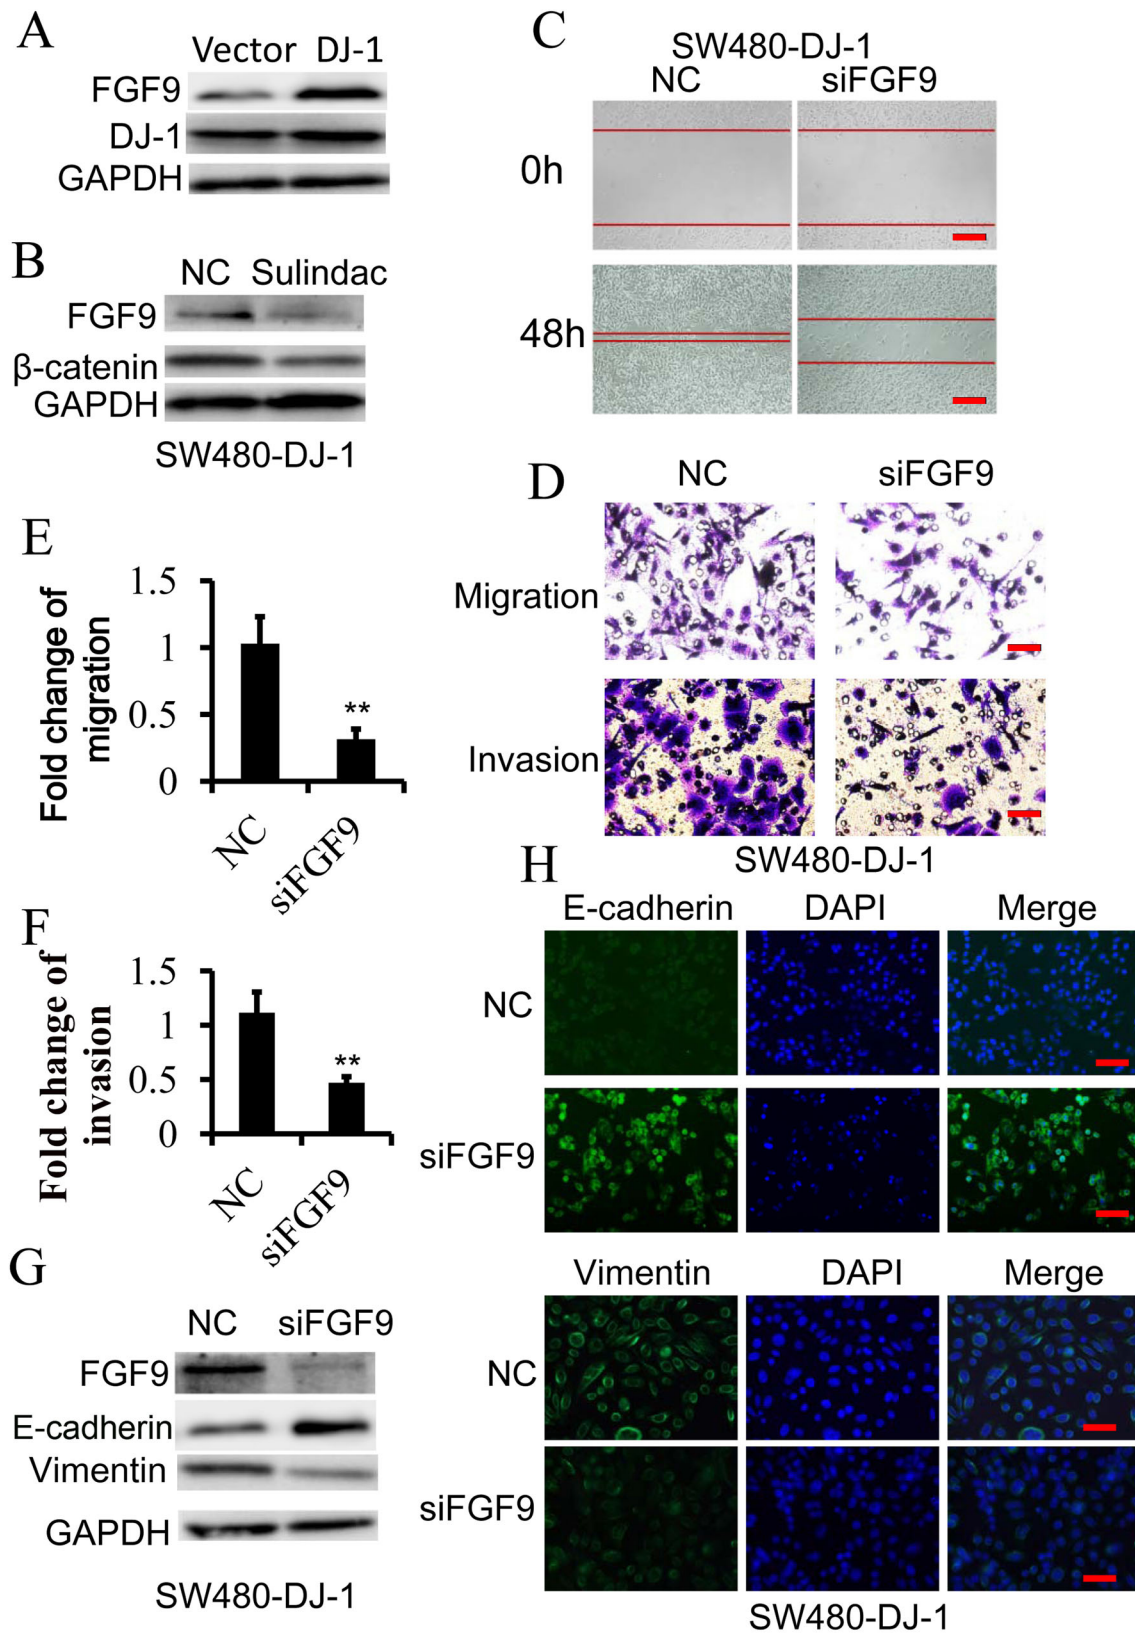 A
Vector DJ-1
FGF9
DJ-1
GAPDH
B
NC Sulindac
FGF9
β-catenin
GAPDH
SW480-DJ-1
C
SW480-DJ-1
NC siFGF9
0h
48h
D
NC siFGF9
Migration
Invasion
SW480-DJ-1
E
Fold change of
migration
1.5
1
0.5
0
**
NC
siFGF9
F
Fold change of
invasion
1.5
1
0.5
0
**
NC
siFGF9
G
NC siFGF9
FGF9
E-cadherin
Vimentin
GAPDH
SW480-DJ-1
H
E-cadherin DAPI Merge
NC
siFGF9
Vimentin DAPI Merge
NC
siFGF9
SW480-DJ-1